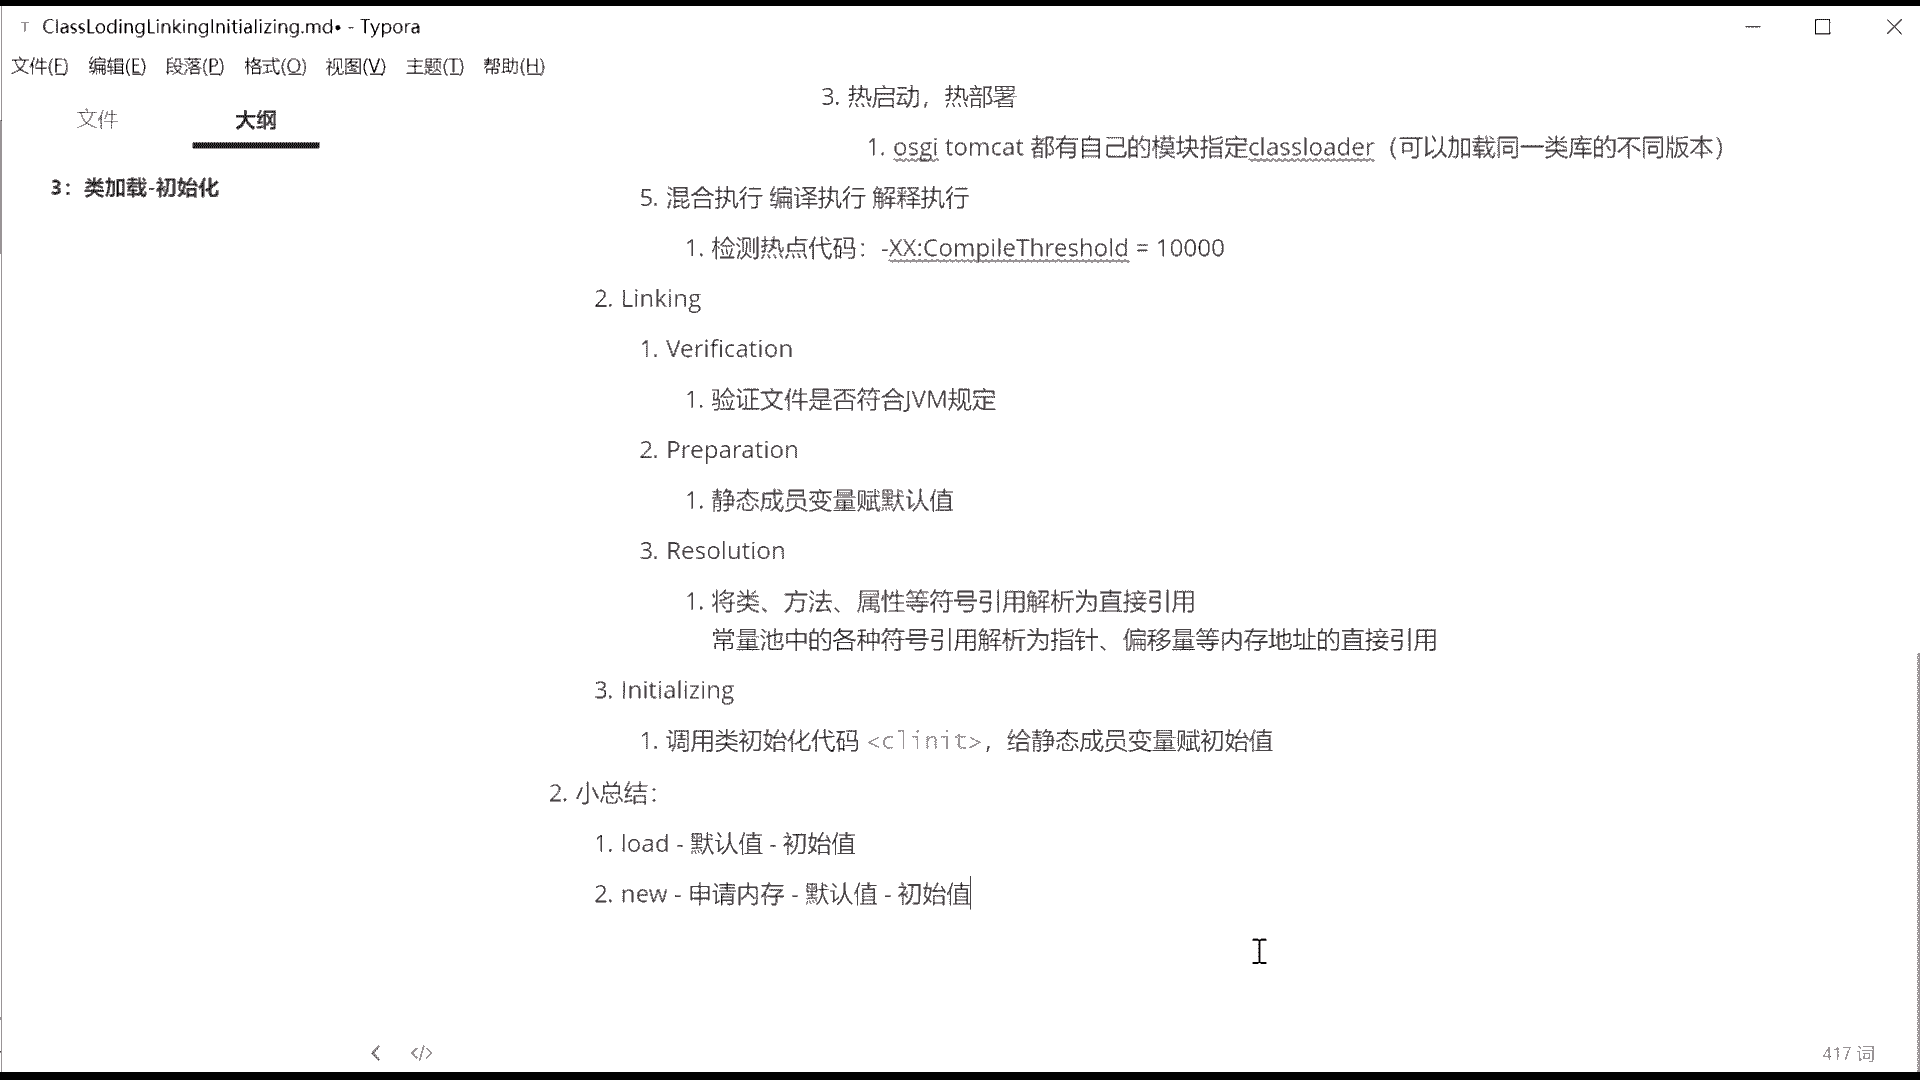 T ClassLodingLinkingInitializing.md• - Typora
文件(F) 编辑(E) 段落(P) 格式(O) 视图(V) 主题(T) 帮助(H)
文件 大纲
3：类加载-初始化
3. 热启动，热部署
1. osgi tomcat 都有自己的模块指定classloader（可以加载同一类库的不同版本）
5. 混合执行 编译执行 解释执行
1. 检测热点代码：-XX:CompileThreshold = 10000
2. Linking
1. Verification
1. 验证文件是否符合JVM规定
2. Preparation
1. 静态成员变量赋默认值
3. Resolution
1. 将类、方法、属性等符号引用解析为直接引用
常量池中的各种符号引用解析为指针、偏移量等内存地址的直接引用
3. Initializing
1. 调用类初始化代码 <clinit>，给静态成员变量赋初始值
2. 小总结：
1. load - 默认值 - 初始值
2. new - 申请内存 - 默认值 - 初始值
417 词